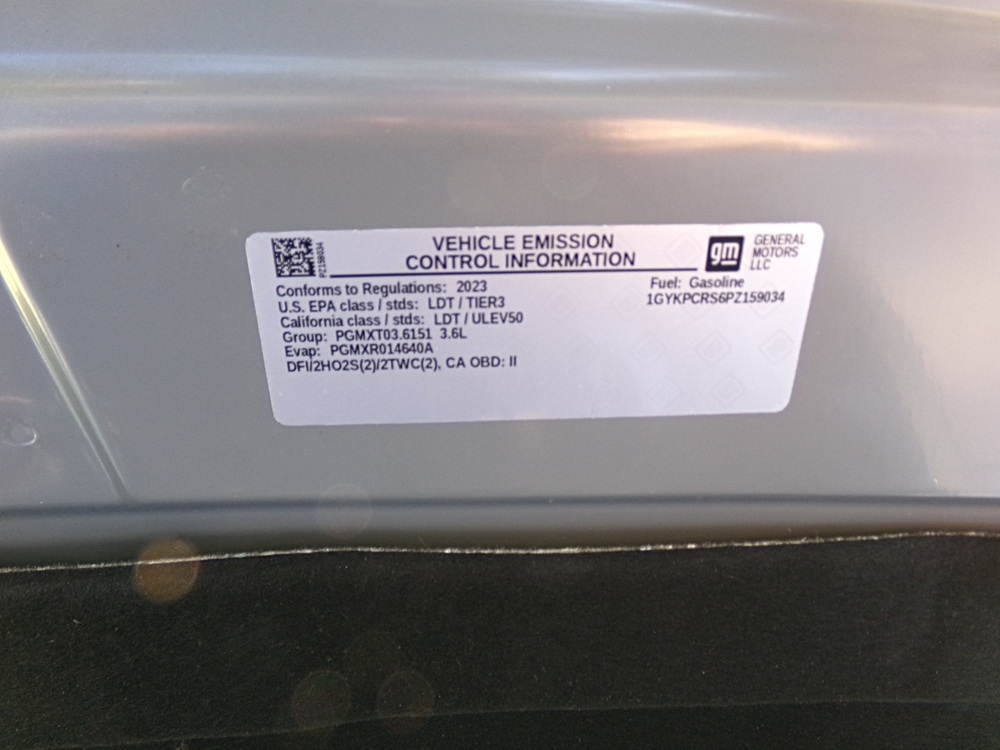 VEHICLE EMISSION
CONTROL INFORMATION
gm
GENERAL
MOTORS
LLC
PZ159034
Conforms to Regulations: 2023
U.S. EPA class / stds: LDT / TIER3
California class / stds: LDT / ULEV50
Group: PGMXT03.6151 3.6L
Evap: PGMXR014640A
DFI/2HO2S(2)/2TWC(2), CA OBD: II
Fuel: Gasoline
1GYKPCRS6PZ159034